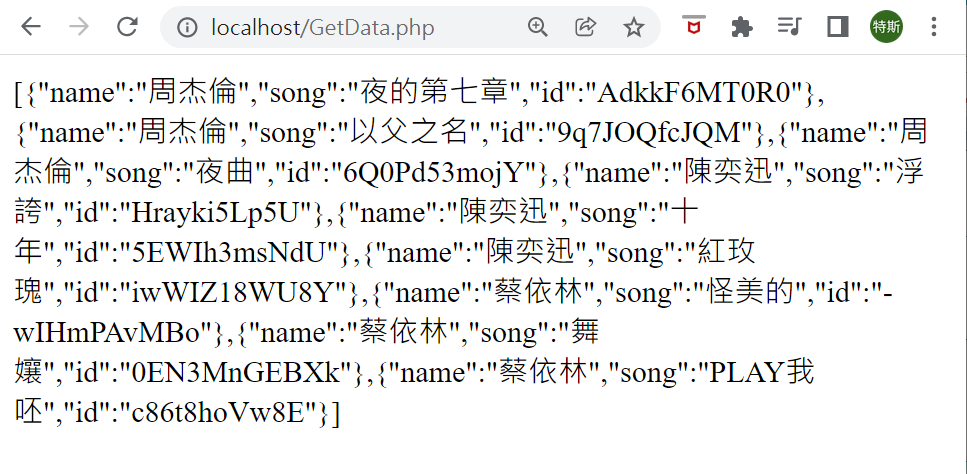 localhost/GetData.php
特斯
[{"name":"周杰倫","song":"夜的第七章","id":"AdkkF6MT0R0"},
{"name":"周杰倫","song":"以父之名","id":"9q7JOQfcJQM"},{"name":"周
杰倫","song":"夜曲","id":"6Q0Pd53mojY"},{"name":"陳奕迅","song":"浮
誇","id":"Hrayki5Lp5U"},{"name":"陳奕迅","song":"十
年","id":"5EWIh3msNdU"},{"name":"陳奕迅","song":"紅玫
瑰","id":"iwWIZ18WU8Y"},{"name":"蔡依林","song":"怪美的","id":"-
wIHmPAvMBo"},{"name":"蔡依林","song":"舞
孃","id":"0EN3MnGEBXk"},{"name":"蔡依林","song":"PLAY我
呸","id":"c86t8hoVw8E"}]